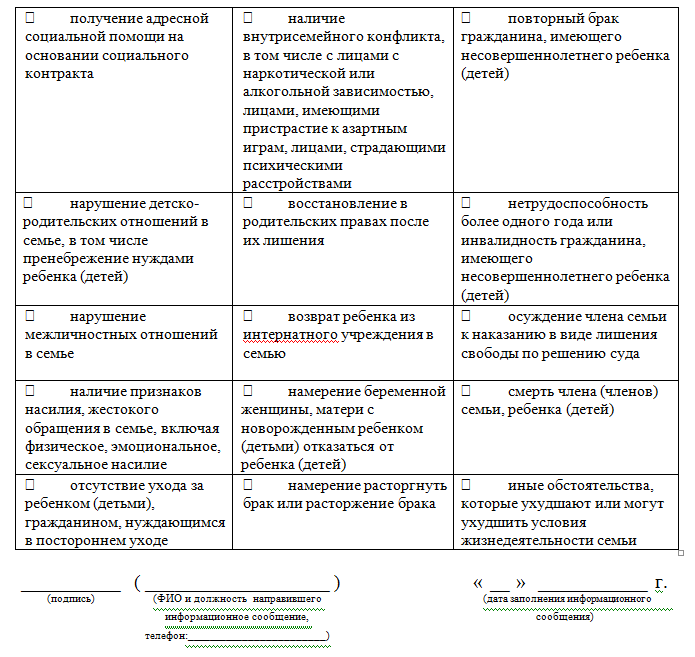 ☐ получение адресной
социальной помощи на
основании социального
контракта
☐ наличие
внутрисемейного конфликта,
в том числе с лицами с
наркотической или
алкогольной зависимостью,
лицами, имеющими
пристрастие к азартным
играм, лицами, страдающими
психическими
расстройствами
☐ повторный брак
гражданина, имеющего
несовершеннолетнего ребенка
(детей)
☐ нарушение детско-
родительских отношений в
семье, в том числе
пренебрежение нуждами
ребенка (детей)
☐ восстановление в
родительских правах после
их лишения
☐ нетрудоспособность
более одного года или
инвалидность гражданина,
имеющего
несовершеннолетнего ребенка
(детей)
☐ нарушение
межличностных отношений
в семье
☐ возврат ребенка из
интернатного учреждения в
семью
☐ осуждение члена семьи
к наказанию в виде лишения
свободы по решению суда
☐ наличие признаков
насилия, жестокого
обращения в семье, включая
физическое, эмоциональное,
сексуальное насилие
☐ намерение беременной
женщины, матери с
новорожденным ребенком
(детьми) отказаться от
ребенка (детей)
☐ смерть члена (членов)
семьи, ребенка (детей)
☐ отсутствие ухода за
ребенком (детьми),
гражданином, нуждающимся
в постороннем уходе
☐ намерение расторгнуть
брак или расторжение брака
☐ иные обстоятельства,
которые ухудшают или могут
ухудшить условия
жизнедеятельности семьи
__________ ( ___________________ ) « __ » ___________ г.
(подпись) (ФИО и должность направившего (дата заполнения информационного
информационное сообщение, сообщения)
телефон:_______________________)